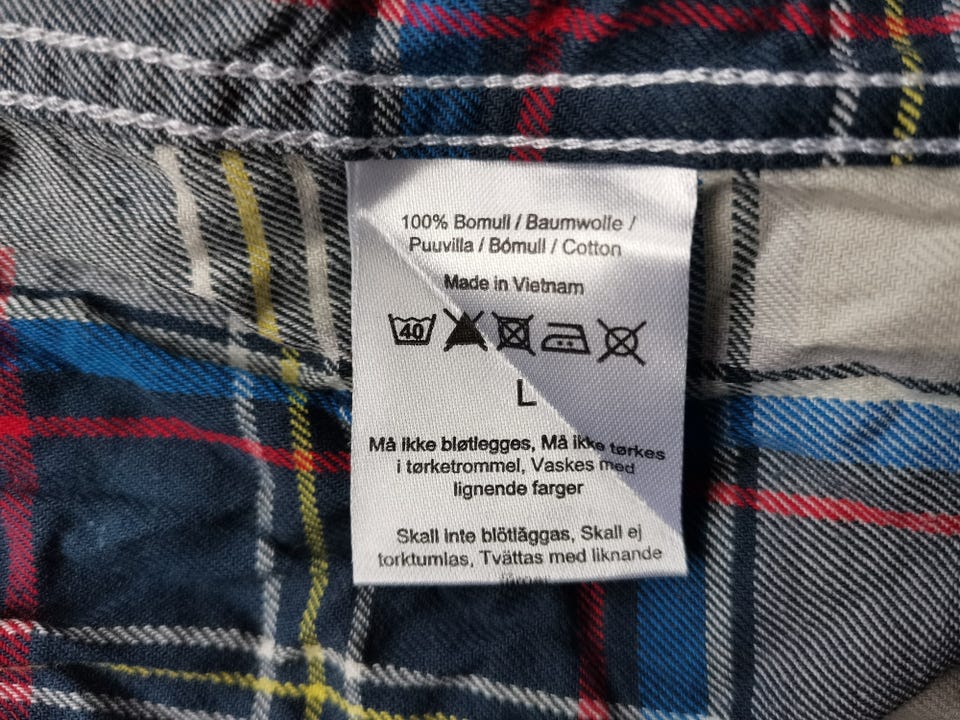 100% Bomull / Baumwolle /
Puuvilla / Bómull / Cotton
Made in Vietnam
40
L
Må ikke bløtlegges, Må ikke tørkes
i tørketrommel, Vaskes med
lignende farger
Skall inte blötläggas, Skall ej
torktumlas, Tvättas med liknande